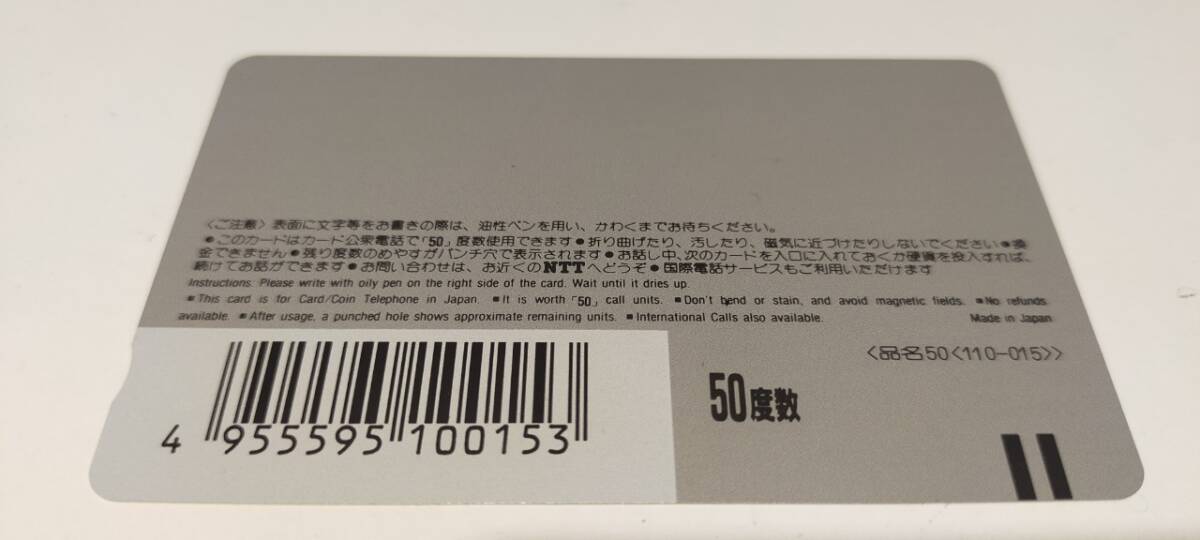 〈ご注意〉表面に文字等をお書きの際は、油性ペンを用い、かわくまでお待ちください。
●このカードはカード公衆電話で「50」度数使用できます●折り曲げたり、汚したり、磁気に近づけたりしないでください●換
金できません●残り度数のめやすがパンチ穴で表示されます●お話し中、次のカードを入口に入れておくか硬貨を投入すれば、
続けてお話ができます●お問い合わせは、お近くのNTTへどうぞ●国際電話サービスもご利用いただけます
Instructions. Please write with oily pen on the right side of the card. Wait until it dries up.
■This card is for Card/Coin Telephone in Japan. ■It is worth「50」call units. ■Don't bend or stain, and avoid magnetic fields. ■No refunds
available. ■After usage, a punched hole shows approximate remaining units. ■International Calls also available. Made in Japan
〈品名50〈110-015〉〉
50度数
4 955595 100153